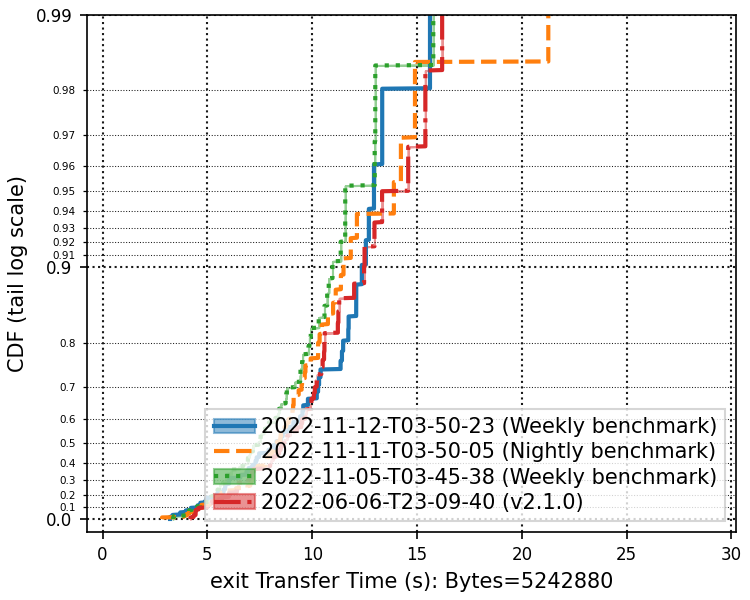 0.99
0.98
0.97
0.96
0.95
0.94
0.93
0.92
0.91
0.9
0.8
0.7
0.6
0.5
0.4
0.3
0.2
0.1
0.0
CDF (tail log scale)
2022-11-12-T03-50-23 (Weekly benchmark)
2022-11-11-T03-50-05 (Nightly benchmark)
2022-11-05-T03-45-38 (Weekly benchmark)
2022-06-06-T23-09-40 (v2.1.0)
0 5 10 15 20 25 30
exit Transfer Time (s): Bytes=5242880